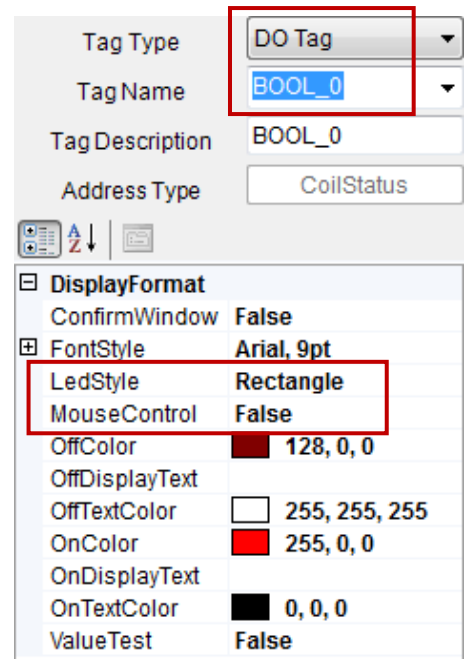 Tag Type DO Tag
Tag Name BOOL_0
Tag Description BOOL_0
Address Type CoilStatus
A
Z
DisplayFormat
ConfirmWindow False
FontStyle Arial, 9pt
LedStyle Rectangle
MouseControl False
OffColor 128, 0, 0
OffDisplayText
OffTextColor 255, 255, 255
OnColor 255, 0, 0
OnDisplayText
OnTextColor 0, 0, 0
ValueTest False